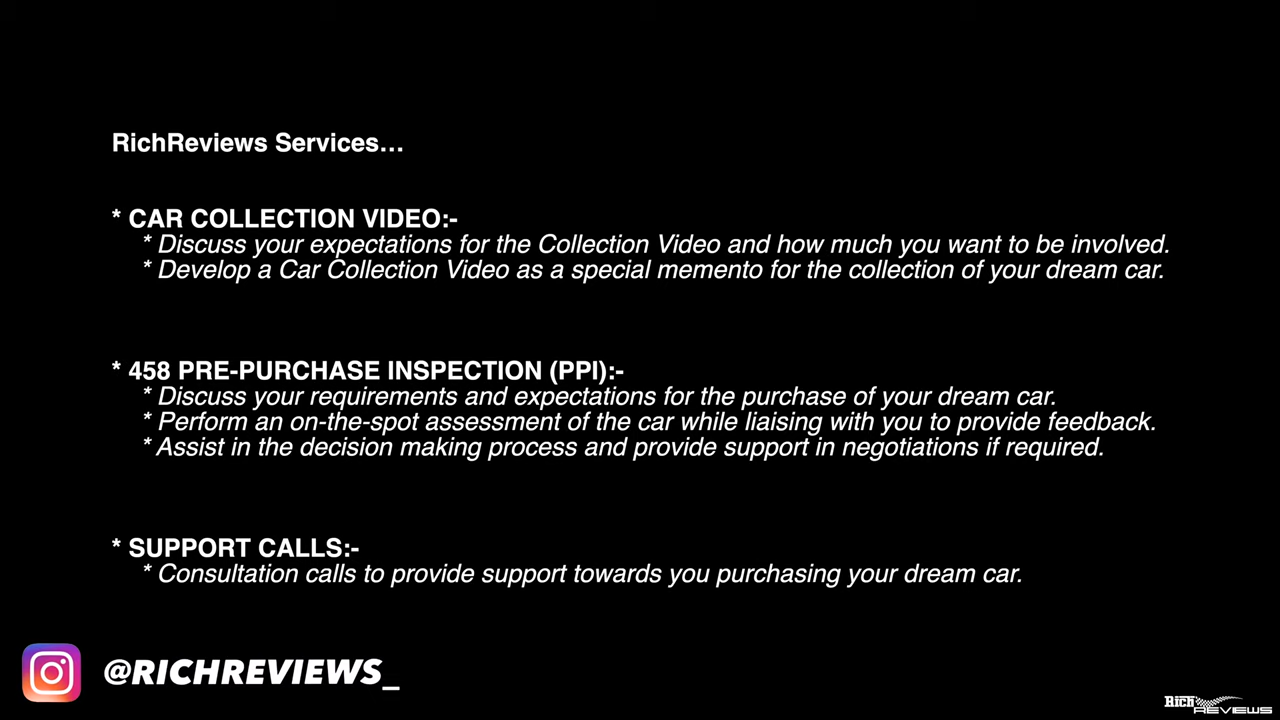 RichReviews Services…
* CAR COLLECTION VIDEO:-
* Discuss your expectations for the Collection Video and how much you want to be involved.
* Develop a Car Collection Video as a special memento for the collection of your dream car.
* 458 PRE-PURCHASE INSPECTION (PPI):-
* Discuss your requirements and expectations for the purchase of your dream car.
* Perform an on-the-spot assessment of the car while liaising with you to provide feedback.
* Assist in the decision making process and provide support in negotiations if required.
* SUPPORT CALLS:-
* Consultation calls to provide support towards you purchasing your dream car.
@RICHREVIEWS_
Rich
REVIEWS